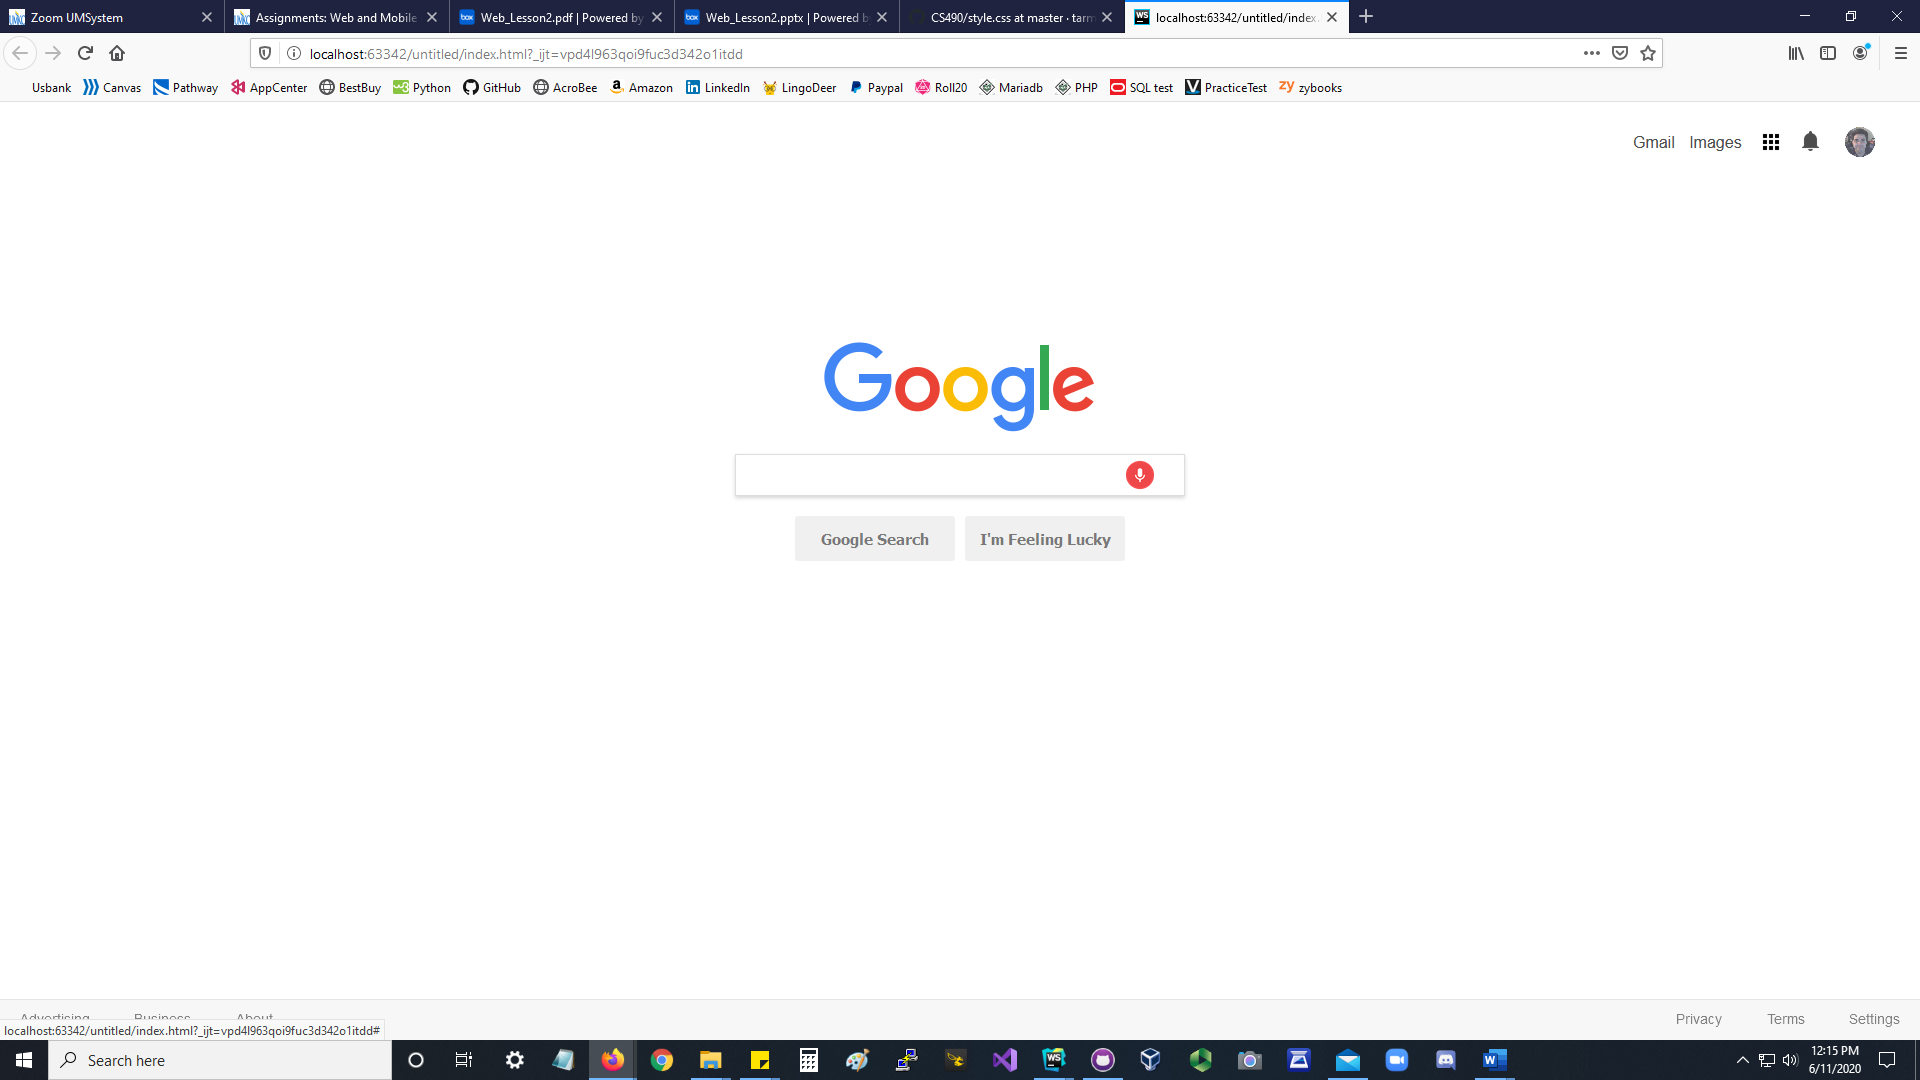 Zoom UMSystem
Assignments: Web and Mobile
Web_Lesson2.pdf | Powered by
Web_Lesson2.pptx | Powered b
CS490/style.css at master · tarm
localhost:63342/untitled/index.
localhost:63342/untitled/index.html?_ijt=vpd4l963qoi9fuc3d342o1itdd
Usbank Canvas Pathway AppCenter BestBuy Python GitHub AcroBee Amazon LinkedIn LingoDeer Paypal Roll20 Mariadb PHP SQL test PracticeTest zybooks
Gmail Images
Google
Google Search I'm Feeling Lucky
Advertising Business About
Privacy Terms Settings
localhost:63342/untitled/index.html?_ijt=vpd4l963qoi9fuc3d342o1itdd#
Search here
12:15 PM
6/11/2020